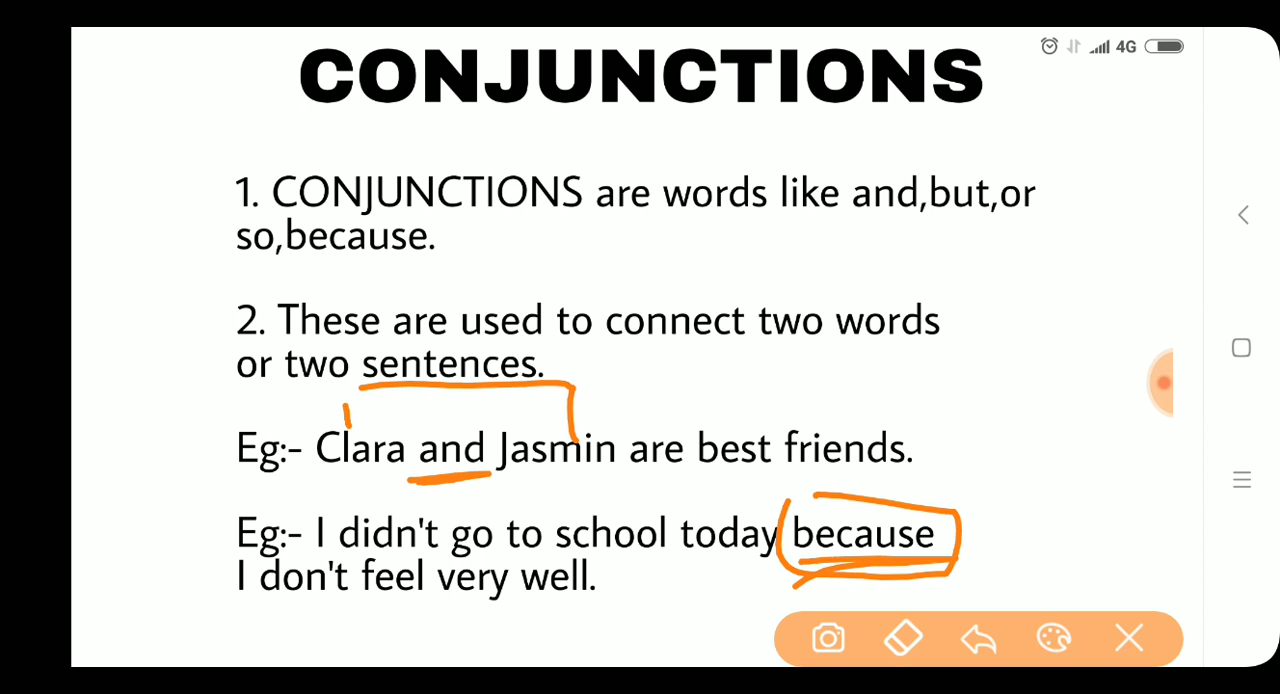 4G
CONJUNCTIONS
1. CONJUNCTIONS are words like and,but,or
so,because.
2. These are used to connect two words
or two sentences.
Eg:- Clara and Jasmin are best friends.
Eg:- I didn't go to school today because
I don't feel very well.